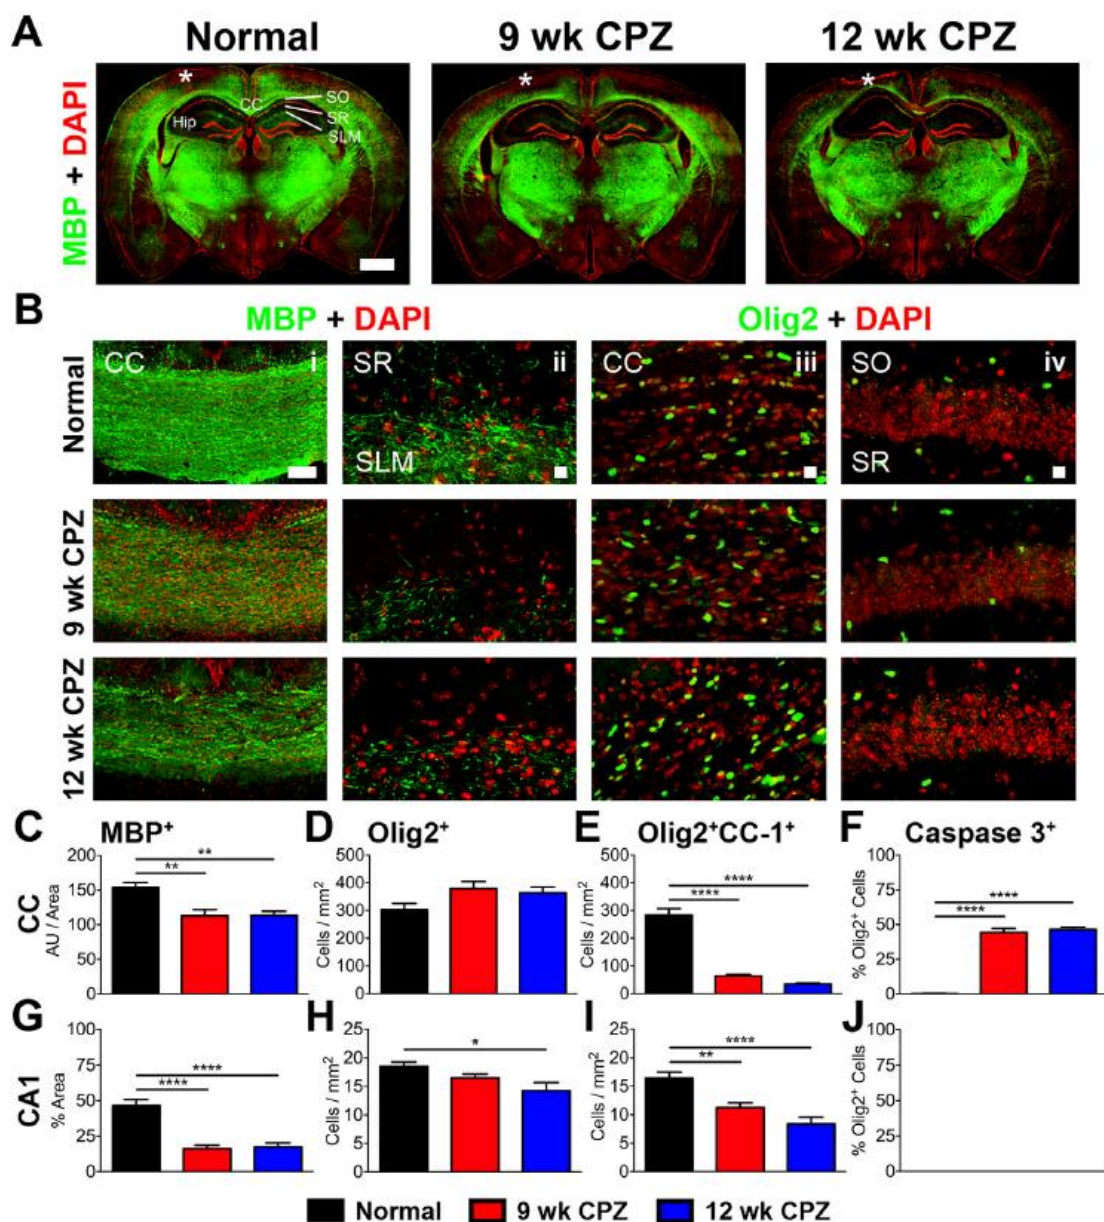 A
Normal
9 wk CPZ
12 wk CPZ
MBP + DAPI
*
CC
Hip
SO
SR
SLM
*
*
B
MBP + DAPI
Olig2 + DAPI
Normal
CC
i
SR
ii
SLM
CC
iii
SO
iv
SR
9 wk CPZ
12 wk CPZ
C
MBP+
D
Olig2+
E
Olig2+CC-1+
F
Caspase 3+
CC
AU / Area
200
150
100
50
0
**
**
Cells / mm2
500
400
300
200
100
0
Cells / mm2
500
400
300
200
100
0
****
****
% Olig2+ Cells
100
75
50
25
0
****
****
G
H
I
J
CA1
% Area
100
75
50
25
0
****
****
Cells / mm2
25
20
15
10
5
0
*
Cells / mm2
25
20
15
10
5
0
****
**
% Olig2+ Cells
100
75
50
25
0
Normal
9 wk CPZ
12 wk CPZ